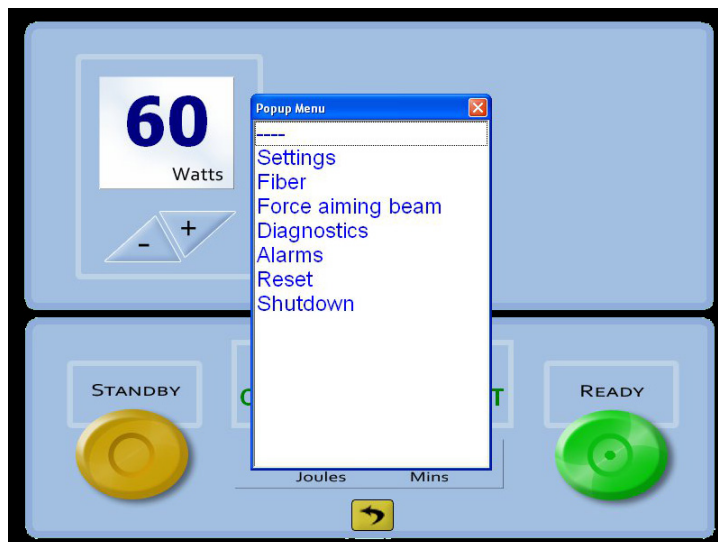 60
Watts
-
+
Popup Menu
----
Settings
Fiber
Force aiming beam
Diagnostics
Alarms
Reset
Shutdown
STANDBY
READY
Joules
Mins